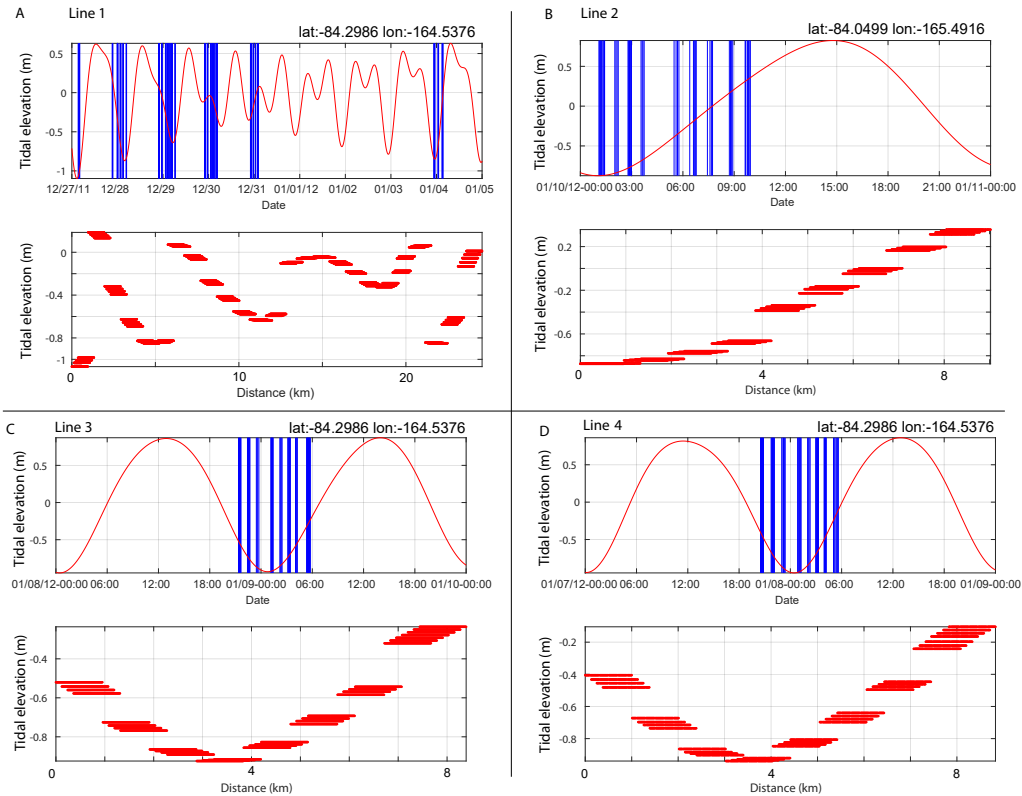 A Line 1
lat:-84.2986 lon:-164.5376
Tidal elevation (m)
0.5
0
-0.5
-1
12/27/11 12/28 12/29 12/30 12/31 01/01/12 01/02 01/03 01/04 01/05
Date
Tidal elevation (m)
0
-0.4
-0.8
-1
0 10 20
Distance (km)
B Line 2
lat:-84.0499 lon:-165.4916
Tidal elevation (m)
0.5
0
-0.5
01/10/12-00:00 03:00 06:00 09:00 12:00 15:00 18:00 21:00 01/11-00:00
Date
Tidal elevation (m)
0.2
-0.2
-0.6
0 4 8
Distance (km)
C Line 3
lat:-84.2986 lon:-164.5376
Tidal elevation (m)
0.5
0
-0.5
01/08/12-00:00 06:00 12:00 18:00 01/09-00:00 06:00 12:00 18:00 01/10-00:00
Date
Tidal elevation (m)
-0.4
-0.6
-0.8
0 4 8
Distance (km)
D Line 4
lat:-84.2986 lon:-164.5376
Tidal elevation (m)
0.5
0
-0.5
01/07/12-00:00 06:00 12:00 18:00 01/08-00:00 06:00 12:00 18:00 01/09-00:00
Date
Tidal elevation (m)
-0.2
-0.4
-0.6
-0.8
0 4 8
Distance (km)